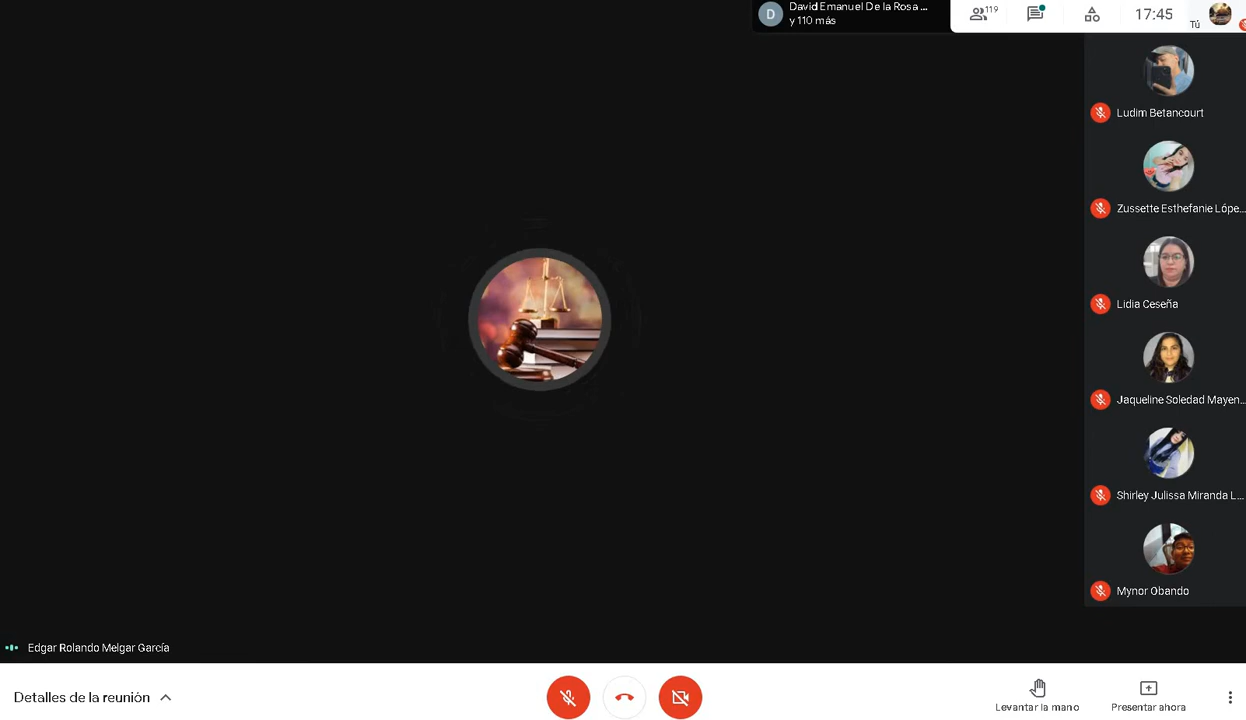 D
David Emanuel De la Rosa ...
y 110 más
119
17:45
Tú
Ludim Betancourt
Zussette Esthefanie Lópe...
Lidia Ceseña
Jaqueline Soledad Mayen...
Shirley Julissa Miranda L...
Mynor Obando
Edgar Rolando Melgar García
Detalles de la reunión
Levantar la mano
Presentar ahora